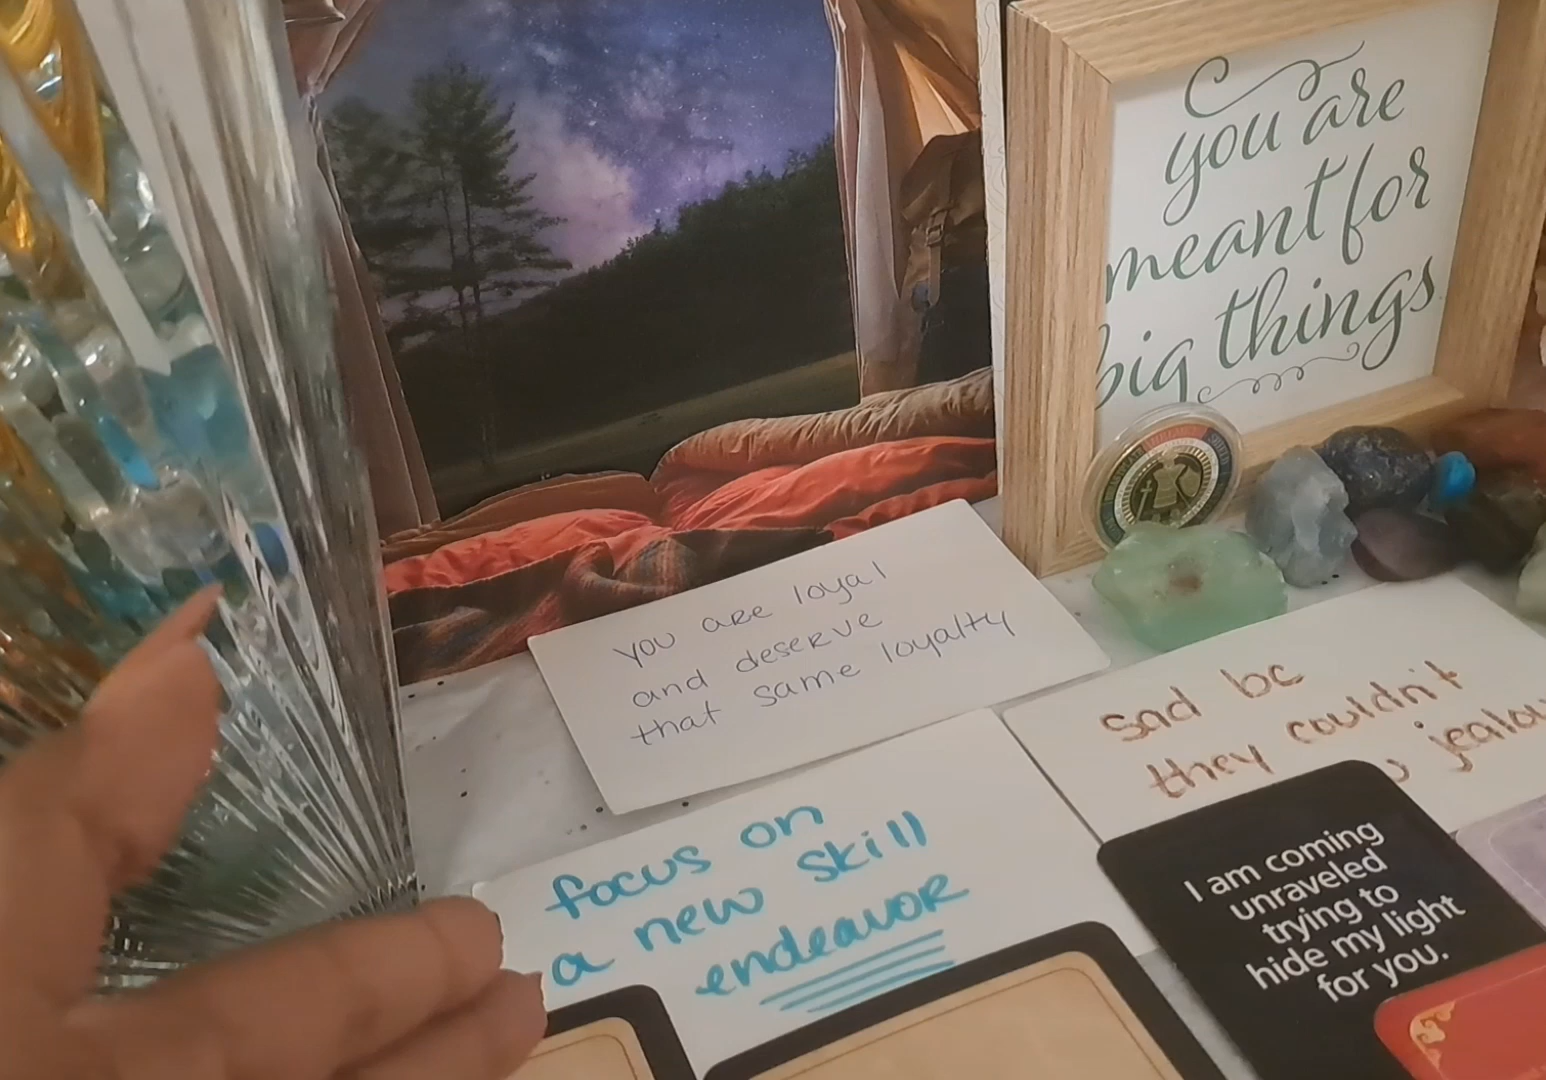 you are
meant for
big things
you are loyal
and deserve
that same loyalty
sad bc
they couldn't
jealou
focus on
a new skill
endeavor
I am coming
unraveled
trying to
hide my light
for you.